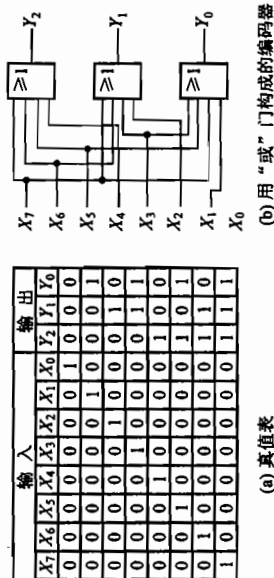 输 入 输 出
X₇ X₆ X₅ X₄ X₃ X₂ X₁ X₀ Y₂ Y₁ Y₀
0 0 0 0 0 0 0 1 0 0 0
0 0 0 0 0 0 1 0 0 0 1
0 0 0 0 0 1 0 0 0 1 0
0 0 0 0 1 0 0 0 0 1 1
0 0 0 1 0 0 0 0 1 0 0
0 0 1 0 0 0 0 0 1 0 1
0 1 0 0 0 0 0 0 1 1 0
1 0 0 0 0 0 0 0 1 1 1
(a) 真值表
Y₂ Y₁ Y₀
≥1 ≥1 ≥1
X₇ X₆ X₅ X₄ X₃ X₂ X₁ X₀
(b) 用“或”门构成的编码器